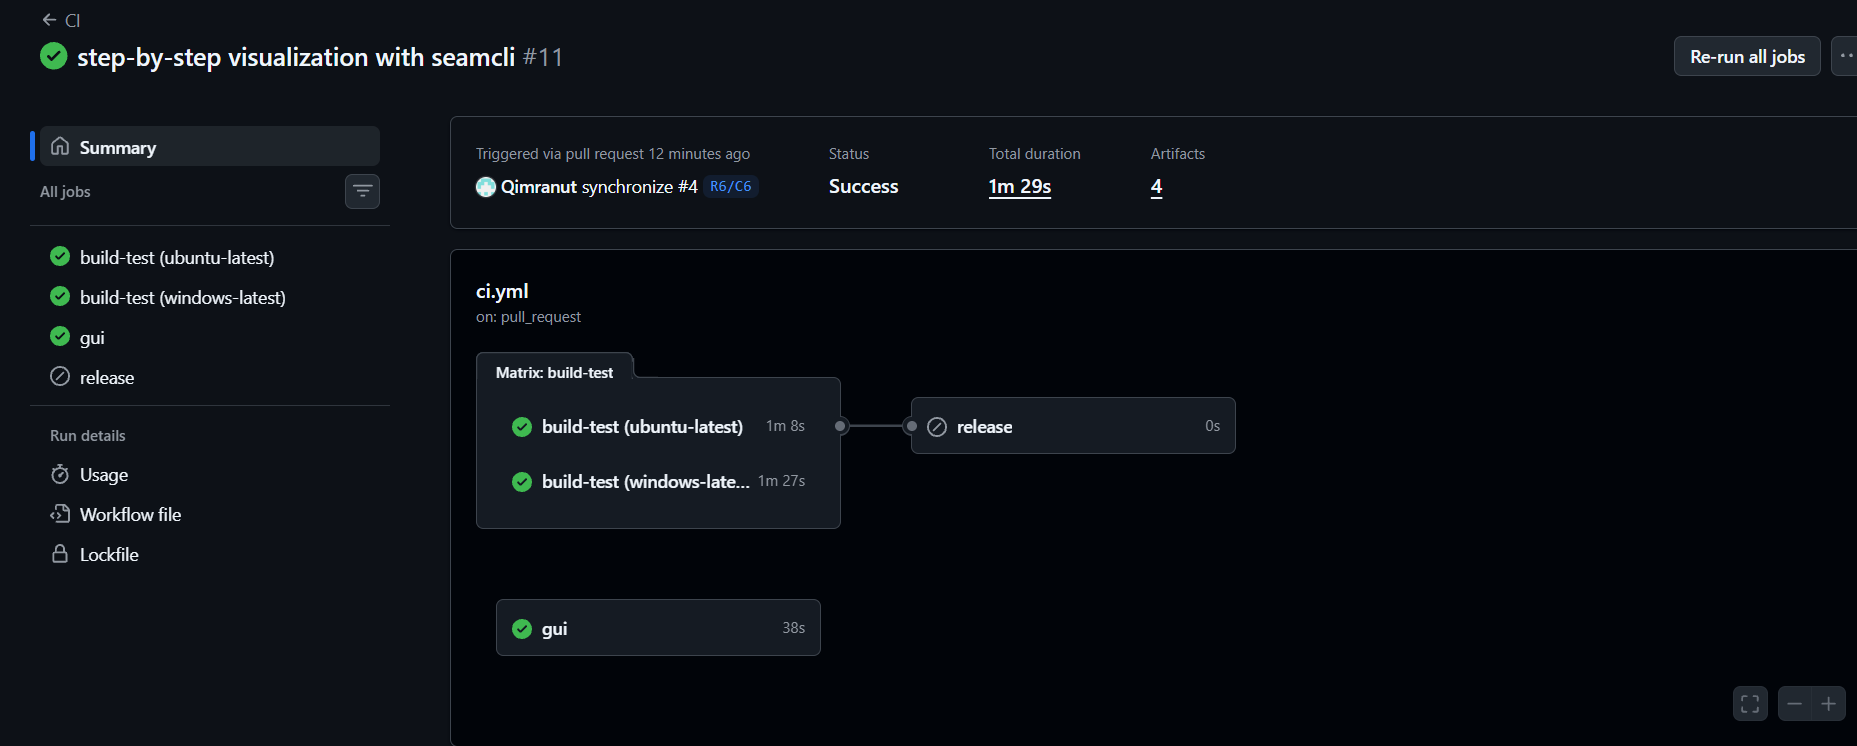 CI
step-by-step visualization with seamcli #11
Re-run all jobs
Summary
All jobs
build-test (ubuntu-latest)
build-test (windows-latest)
gui
release
Run details
Usage
Workflow file
Lockfile
Triggered via pull request 12 minutes ago
Qimranut synchronize #4 R6/C6
Status
Success
Total duration
1m 29s
Artifacts
4
ci.yml
on: pull_request
Matrix: build-test
build-test (ubuntu-latest) 1m 8s
build-test (windows-late... 1m 27s
release 0s
gui 38s